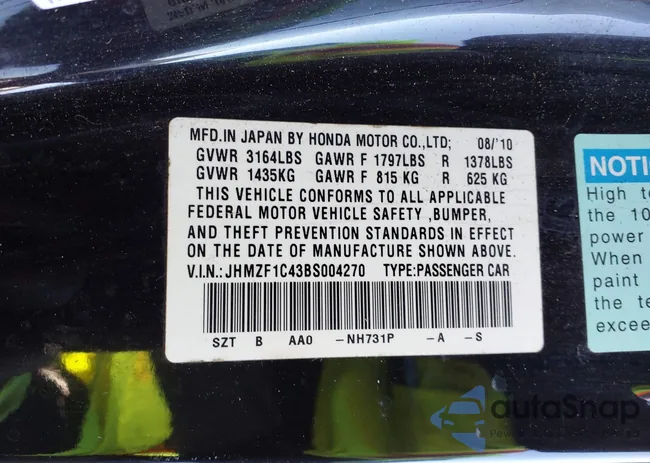 MFD.IN JAPAN BY HONDA MOTOR CO.,LTD; 08/'10
GVWR 3164LBS GAWR F 1797LBS R 1378LBS
GVWR 1435KG GAWR F 815 KG R 625 KG
THIS VEHICLE CONFORMS TO ALL APPLICABLE
FEDERAL MOTOR VEHICLE SAFETY ,BUMPER,
AND THEFT PREVENTION STANDARDS IN EFFECT
ON THE DATE OF MANUFACTURE SHOWN ABOVE.
V.I.N.: JHMZF1C43BS004270 TYPE:PASSENGER CAR
SZT B AA0 -NH731P -A -S
NOTI
High te
the 10
power
When
paint
the te
excee
autoSnap